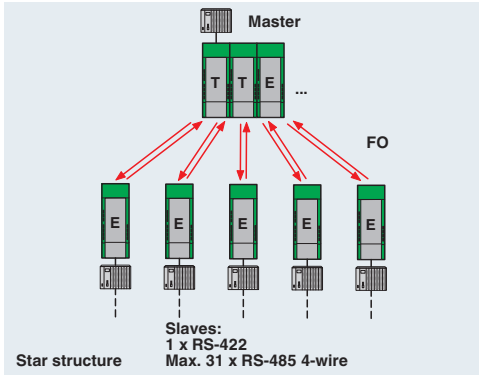 Master
T T E ...
FO
E E E E E
Slaves:
1 x RS-422
Star structure Max. 31 x RS-485 4-wire